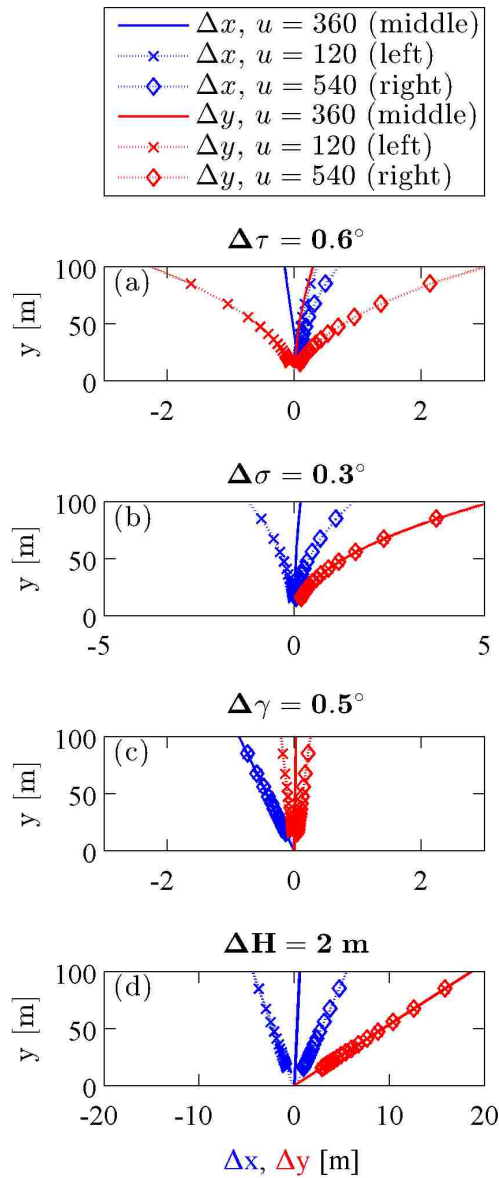 Δx, u = 360 (middle)
Δx, u = 120 (left)
Δx, u = 540 (right)
Δy, u = 360 (middle)
Δy, u = 120 (left)
Δy, u = 540 (right)
Δτ = 0.6°
(a)
y [m]
100
50
0
-2 0 2
Δσ = 0.3°
(b)
y [m]
100
50
0
-5 0 5
Δγ = 0.5°
(c)
y [m]
100
50
0
-2 0 2
ΔH = 2 m
(d)
y [m]
100
50
0
-20 -10 0 10 20
Δx, Δy [m]